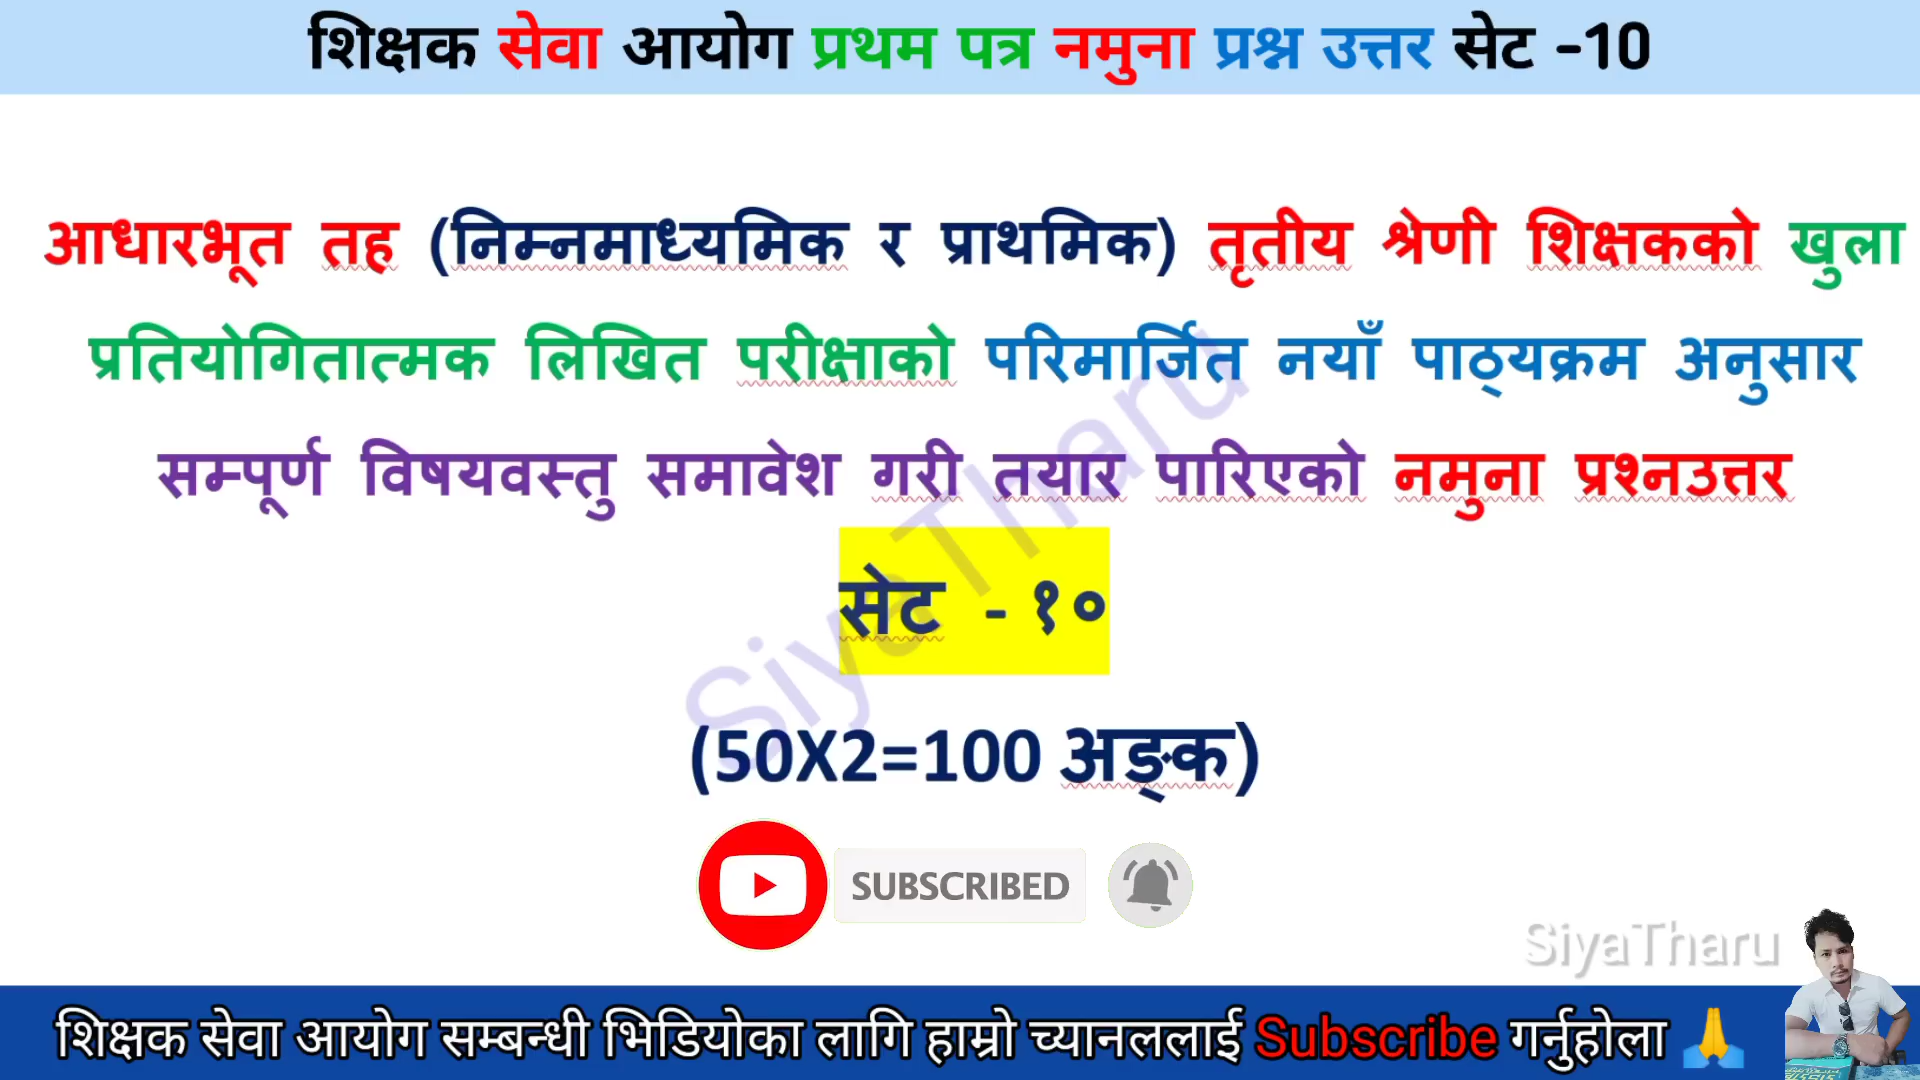 शिक्षक सेवा आयोग प्रथम पत्र नमुना प्रश्न उत्तर सेट -10
आधारभूत तह (निम्नमाध्यमिक र प्राथमिक) तृतीय श्रेणी शिक्षकको खुला
प्रतियोगितात्मक लिखित परीक्षाको परिमार्जित नयाँ पाठ्यक्रम अनुसार
सम्पूर्ण विषयवस्तु समावेश गरी तयार पारिएको नमुना प्रश्नउत्तर
सेट - १०
(50X2=100 अङ्क)
SiyaTharu
SUBSCRIBED
SiyaTharu
शिक्षक सेवा आयोग सम्बन्धी भिडियोका लागि हाम्रो च्यानललाई Subscribe गर्नुहोला 🙏